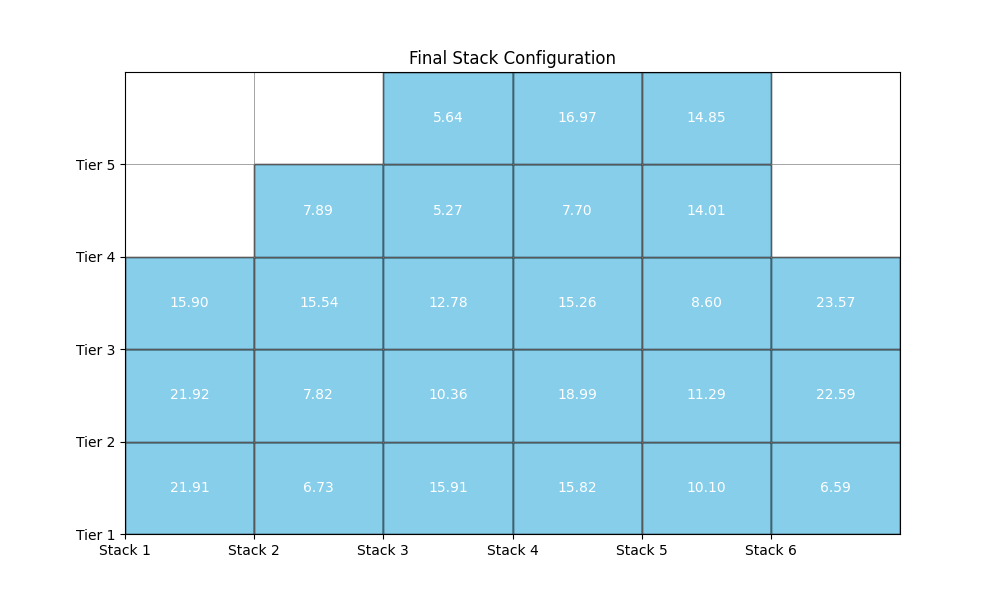 Final Stack Configuration
5.64 16.97 14.85
Tier 5
7.89 5.27 7.70 14.01
Tier 4
15.90 15.54 12.78 15.26 8.60 23.57
Tier 3
21.92 7.82 10.36 18.99 11.29 22.59
Tier 2
21.91 6.73 15.91 15.82 10.10 6.59
Tier 1
Stack 1 Stack 2 Stack 3 Stack 4 Stack 5 Stack 6